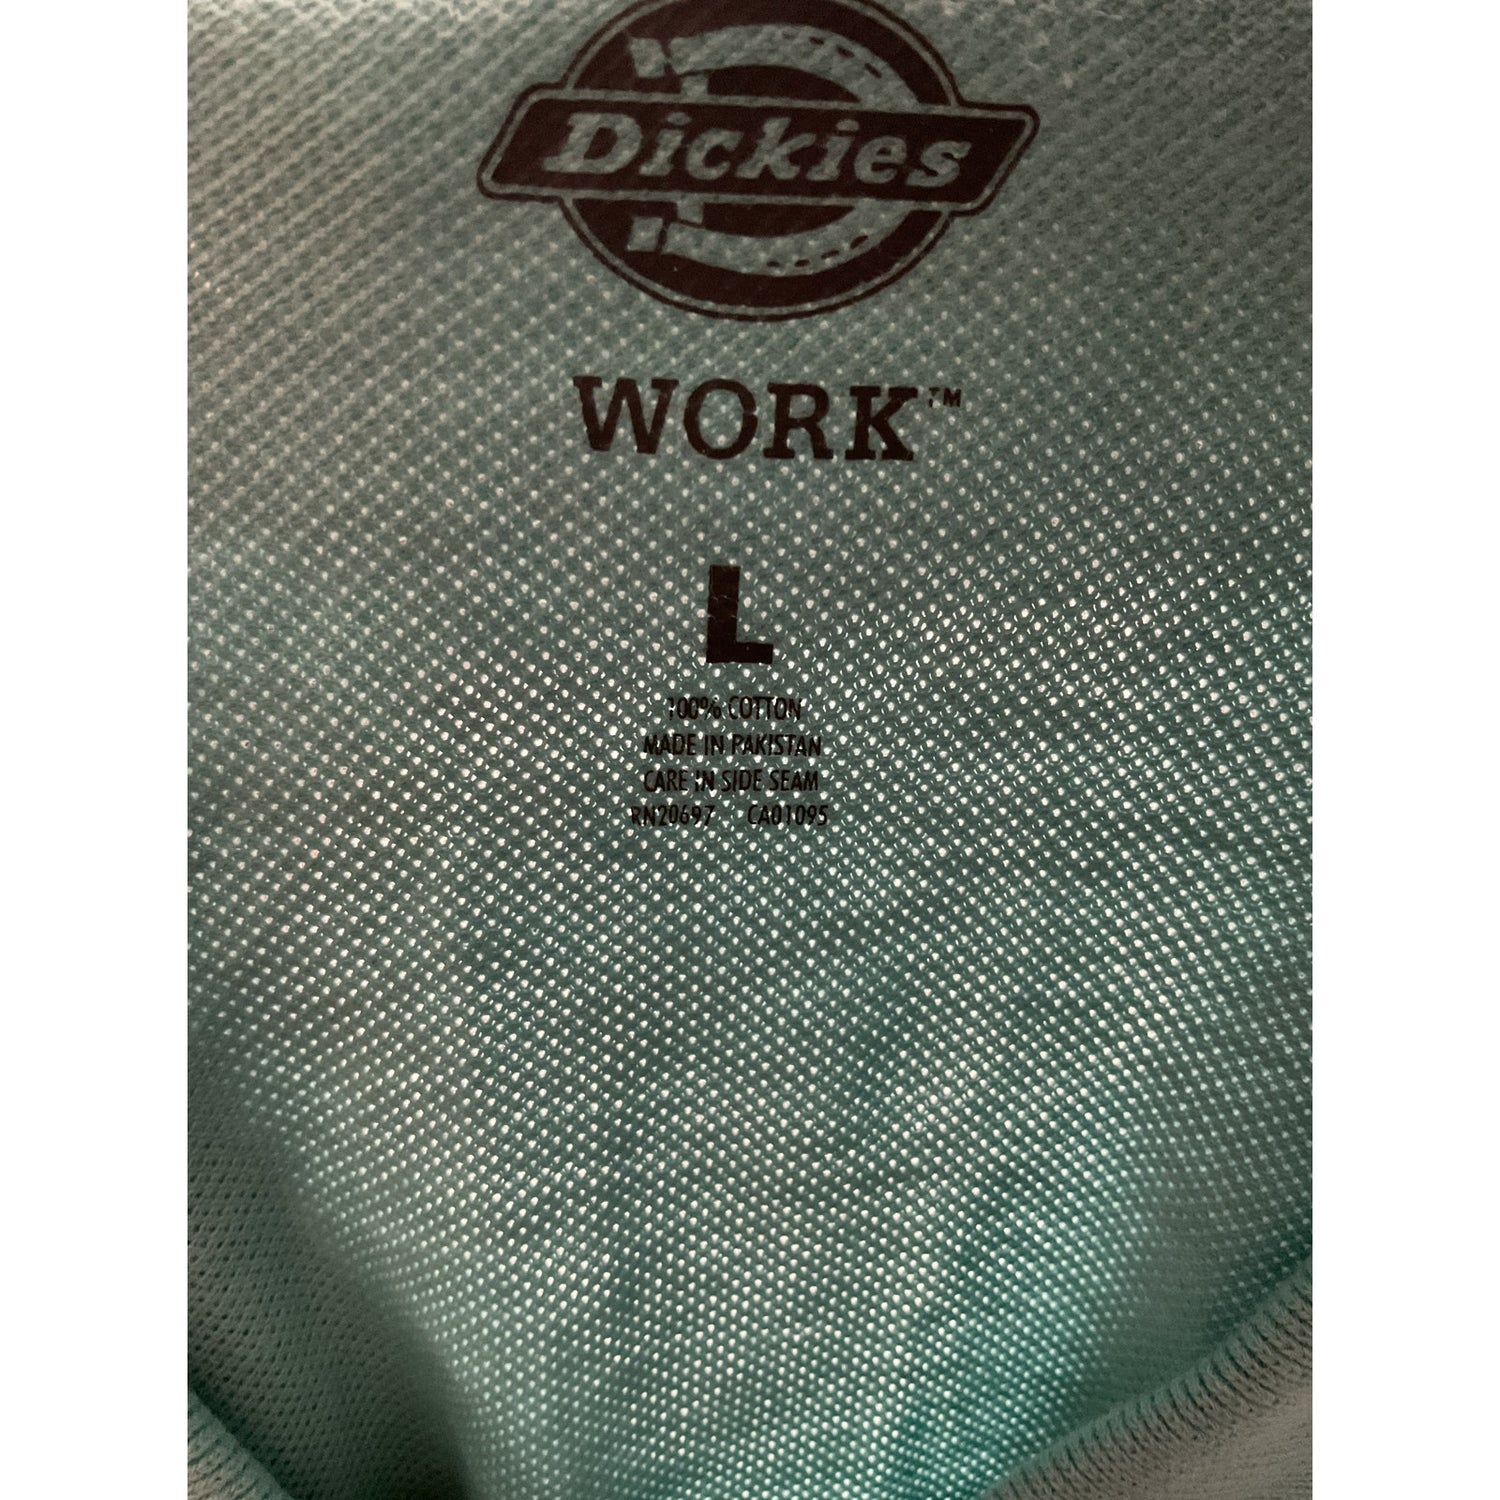 Dickies
WORK™
L
100% COTTON
MADE IN PAKISTAN
CARE IN SIDE SEAM
RN20697 CA01095